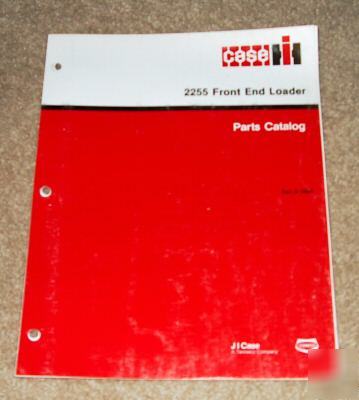 case IH
2255 Front End Loader
Parts Catalog
J I Case
A Tenneco Company